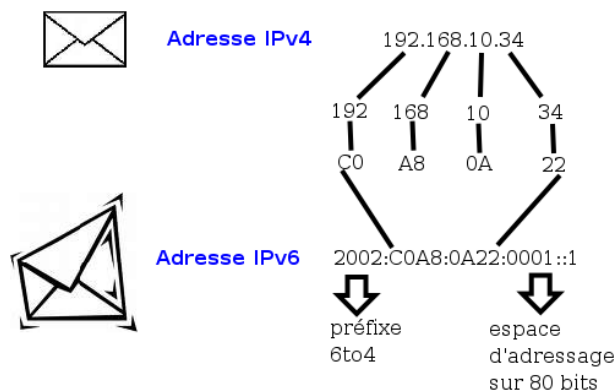 Adresse IPv4 192.168.10.34
192 168 10 34
C0 A8 0A 22
Adresse IPv6 2002:C0A8:0A22:0001::1
préfixe
6to4
espace
d'adressage
sur 80 bits